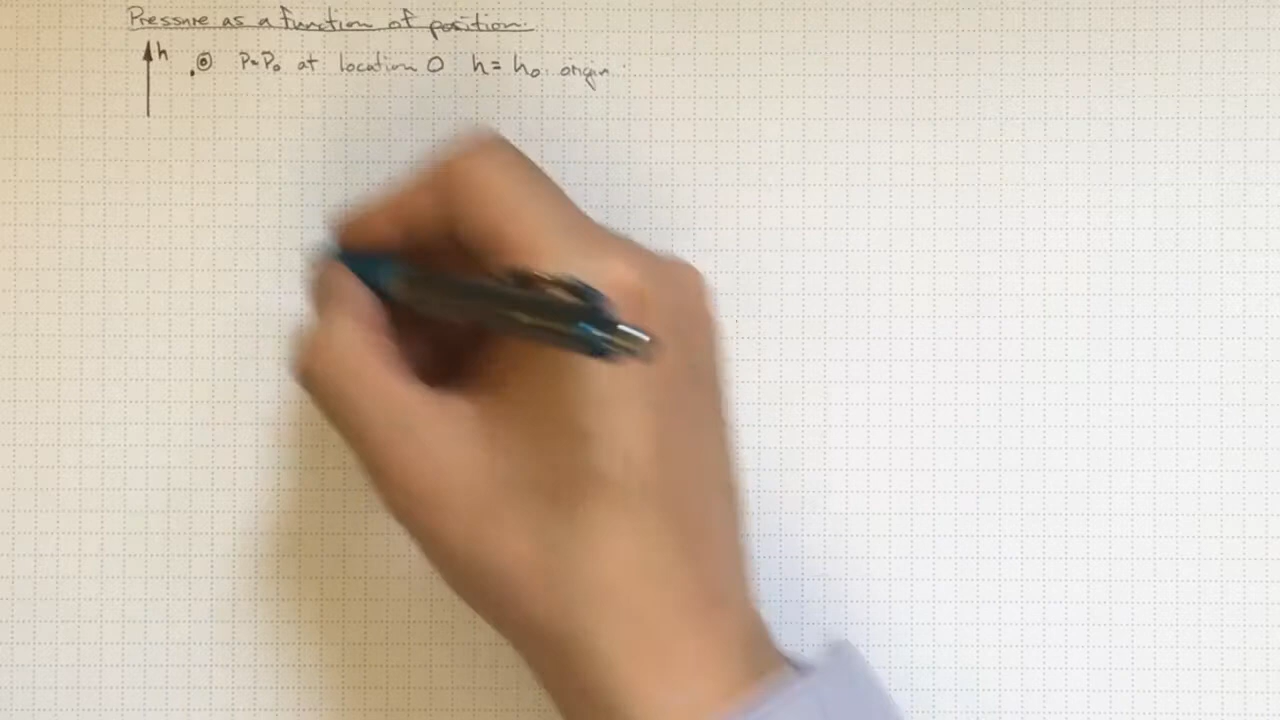 Pressure as a function of position.
h ⓪ P=P₀ at location O h = h₀ origin